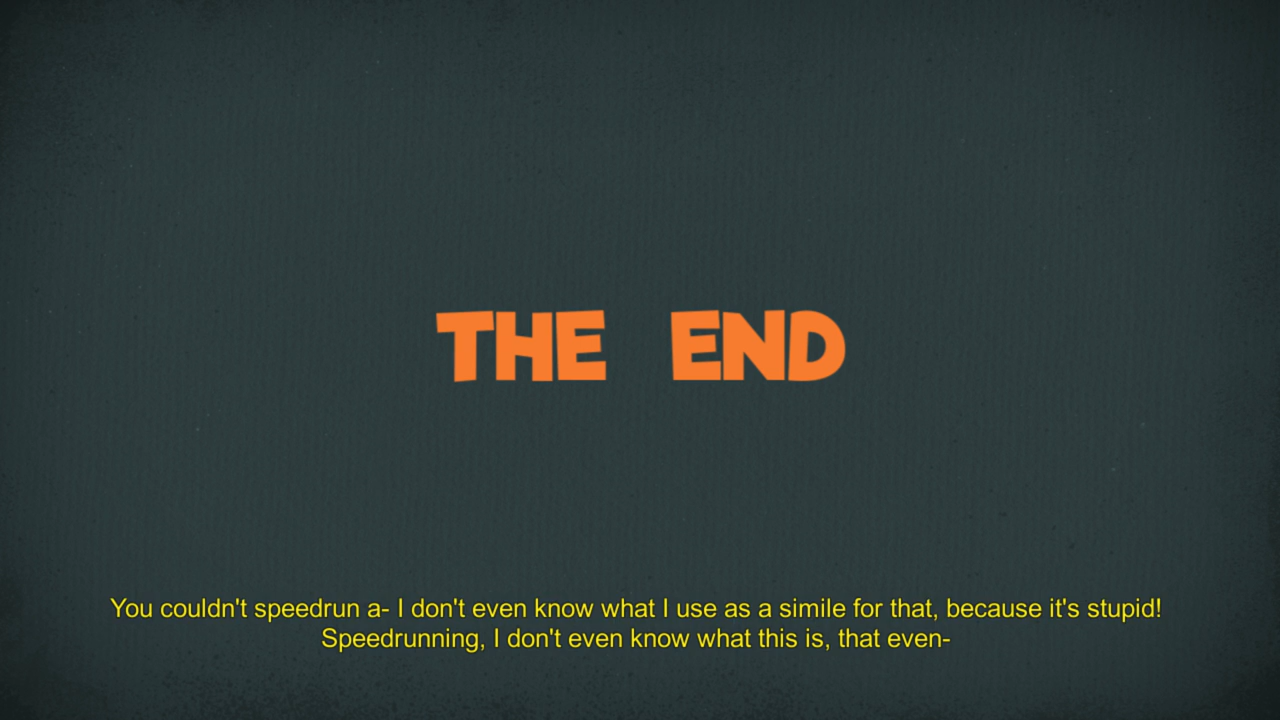 THE END
You couldn't speedrun a- I don't even know what I use as a simile for that, because it's stupid!
Speedrunning, I don't even know what this is, that even-